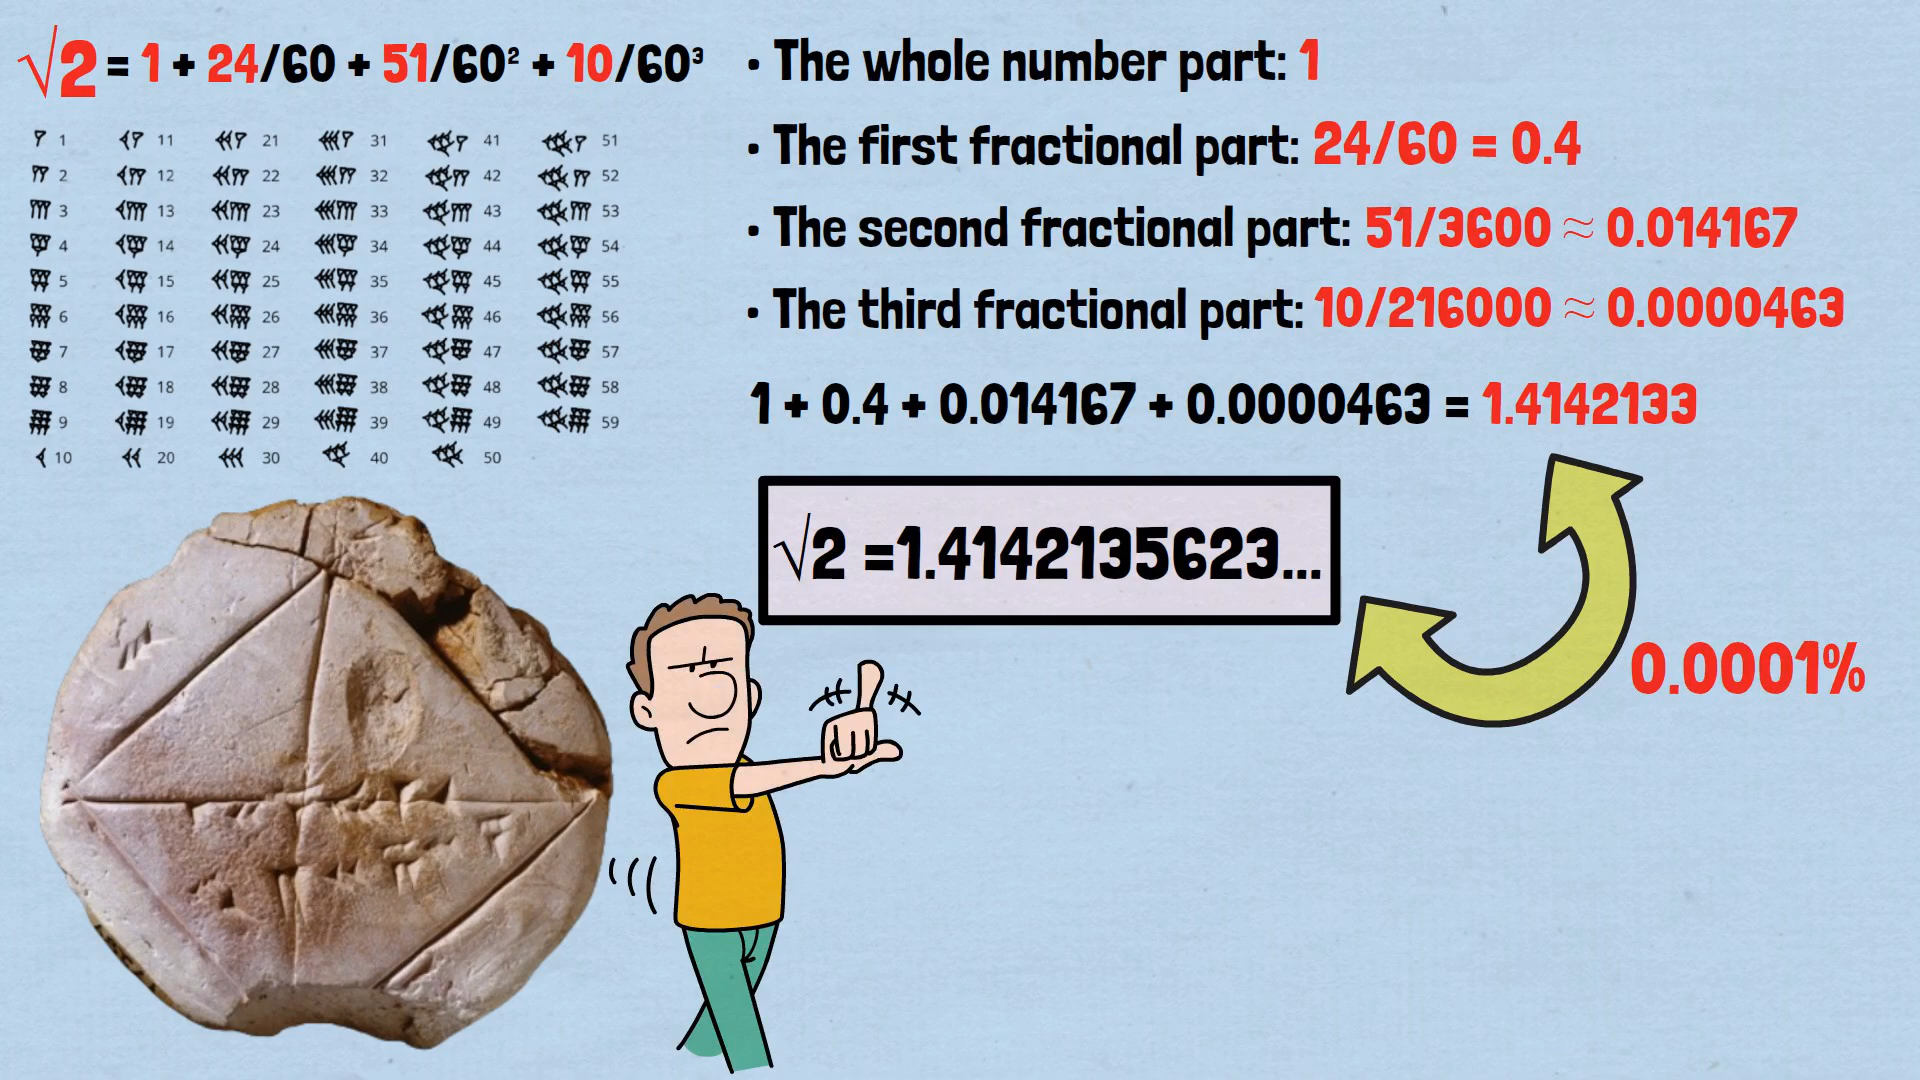 √2 = 1 + 24/60 + 51/60² + 10/60³
1 11 21 31 41 51
2 12 22 32 42 52
3 13 23 33 43 53
4 14 24 34 44 54
5 15 25 35 45 55
6 16 26 36 46 56
7 17 27 37 47 57
8 18 28 38 48 58
9 19 29 39 49 59
10 20 30 40 50
• The whole number part: 1
• The first fractional part: 24/60 = 0.4
• The second fractional part: 51/3600 ≈ 0.014167
• The third fractional part: 10/216000 ≈ 0.0000463
1 + 0.4 + 0.014167 + 0.0000463 = 1.4142133
√2 =1.4142135623...
0.0001%